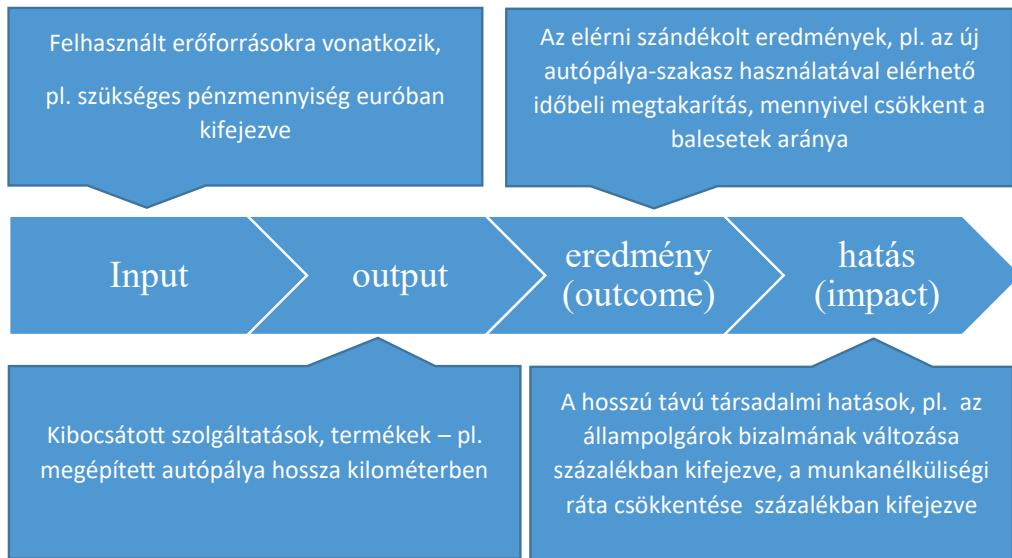 Felhasznált erőforrásokra vonatkozik,
pl. szükséges pénzmennyiség euróban
kifejezve
Az elérni szándékolt eredmények, pl. az új
autópálya-szakasz használatával elérhető
időbeli megtakarítás, mennyivel csökkent a
balesetek aránya
Input
output
eredmény
(outcome)
hatás
(impact)
Kibocsátott szolgáltatások, termékek – pl.
megépített autópálya hossza kilométerben
A hosszú távú társadalmi hatások, pl. az
állampolgárok bizalmának változása
százalékban kifejezve, a munkanélküliségi
ráta csökkentése százalékban kifejezve